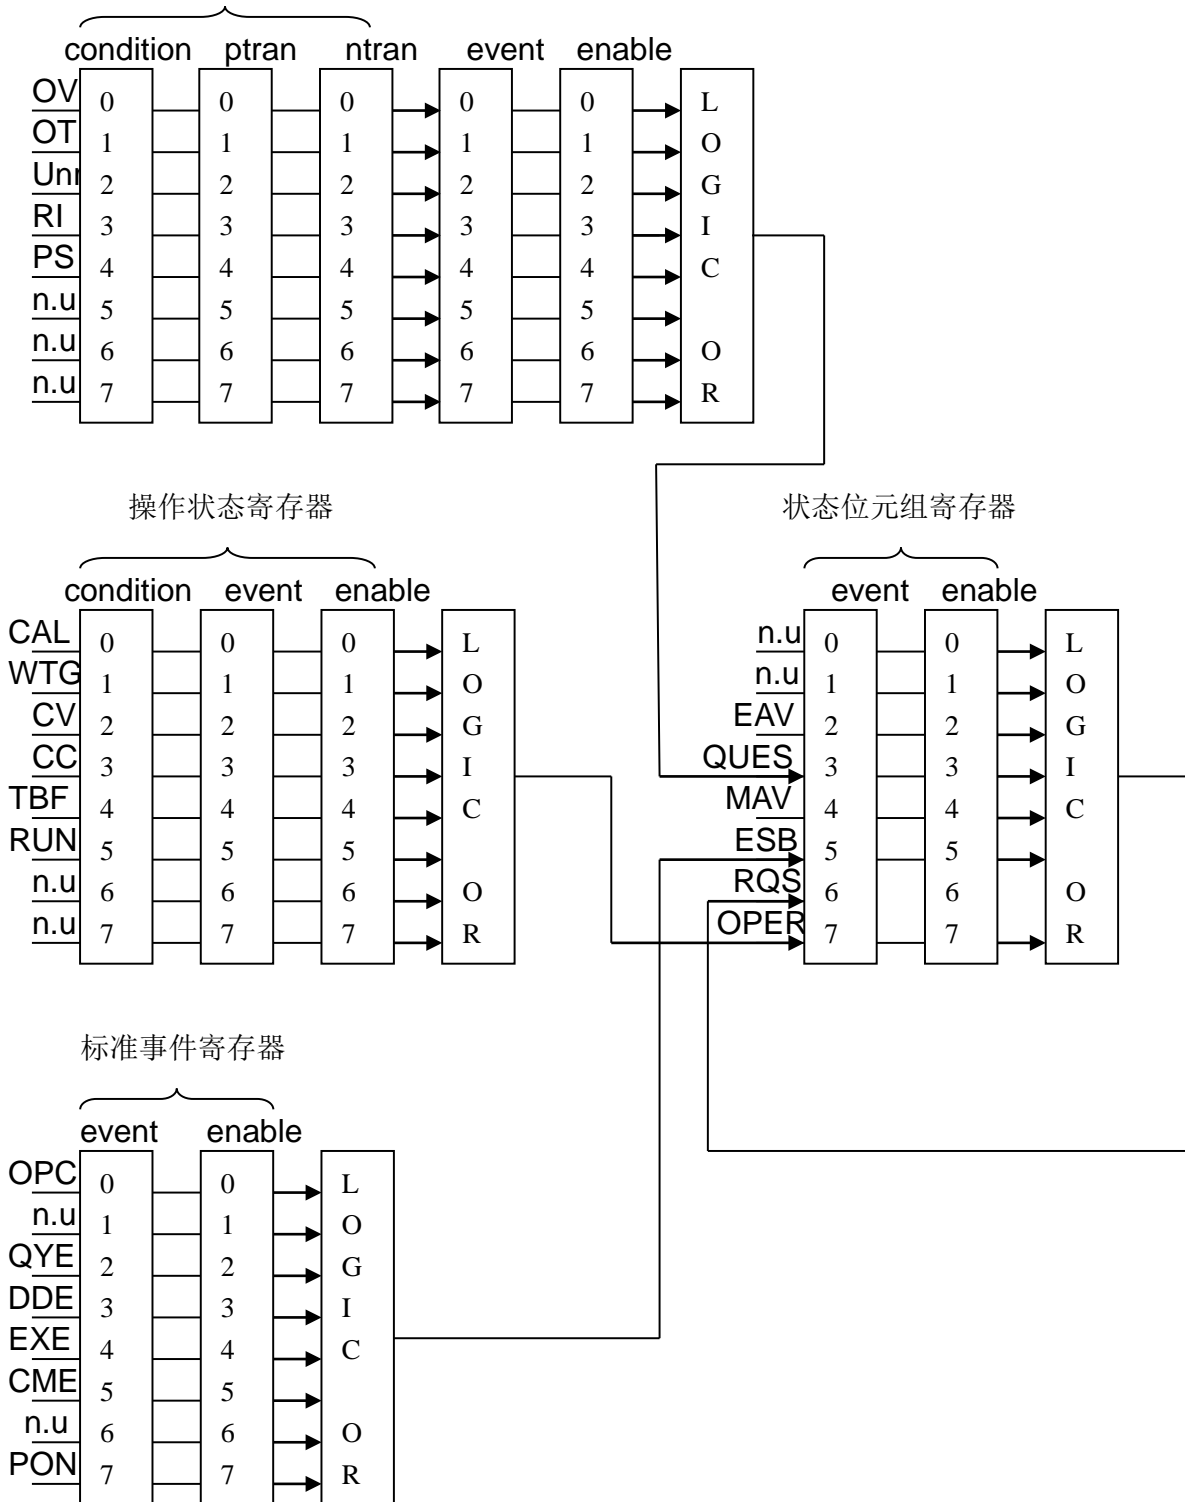 condition ptran ntran event enable
OV 0 0 0 0 0 L
OT 1 1 1 1 1 O
Unr 2 2 2 2 2 G
RI 3 3 3 3 3 I
PS 4 4 4 4 4 C
n.u 5 5 5 5 5
n.u 6 6 6 6 6 O
n.u 7 7 7 7 7 R
操作状态寄存器 状态位元组寄存器
condition event enable event enable
CAL 0 0 0 L n.u 0 0 L
WTG 1 1 1 O n.u 1 1 O
CV 2 2 2 G EAV 2 2 G
CC 3 3 3 I QUES 3 3 I
TBF 4 4 4 C MAV 4 4 C
RUN 5 5 5 ESB 5 5
n.u 6 6 6 O RQS 6 6 O
n.u 7 7 7 R OPER 7 7 R
标准事件寄存器
event enable
OPC 0 0 L
n.u 1 1 O
QYE 2 2 G
DDE 3 3 I
EXE 4 4 C
CME 5 5
n.u 6 6 O
PON 7 7 R